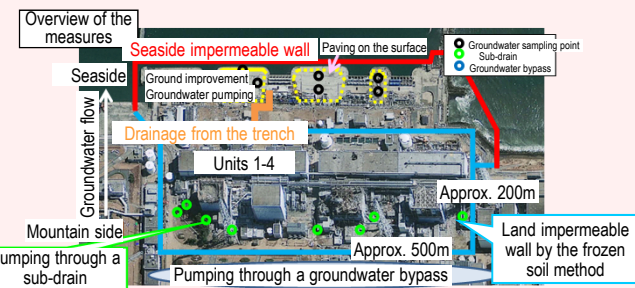 Overview of the
measures
Seaside impermeable wall
Paving on the surface
Groundwater sampling point
Sub-drain
Groundwater bypass
Seaside
Ground improvement
Groundwater pumping
Groundwater flow
Drainage from the trench
Units 1-4
Approx. 200m
Mountain side
Approx. 500m
Land impermeable
wall by the frozen
soil method
umping through a
sub-drain
Pumping through a groundwater bypass